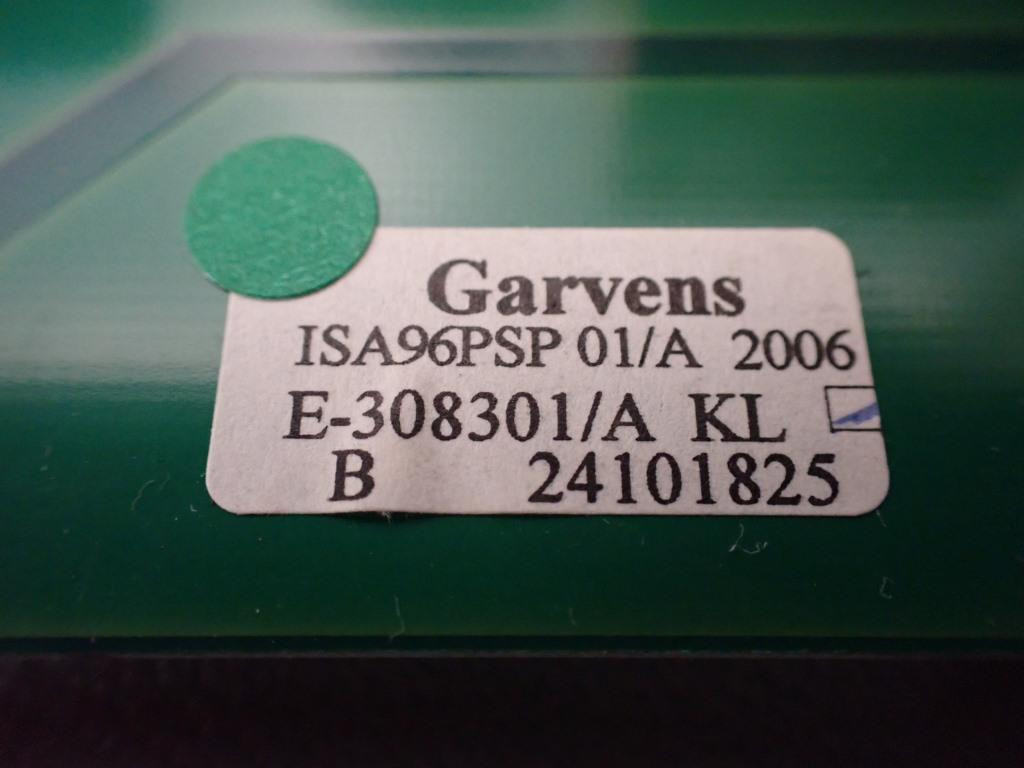 Garvens
ISA96PSP 01/A 2006
E-308301/A KL
B 24101825